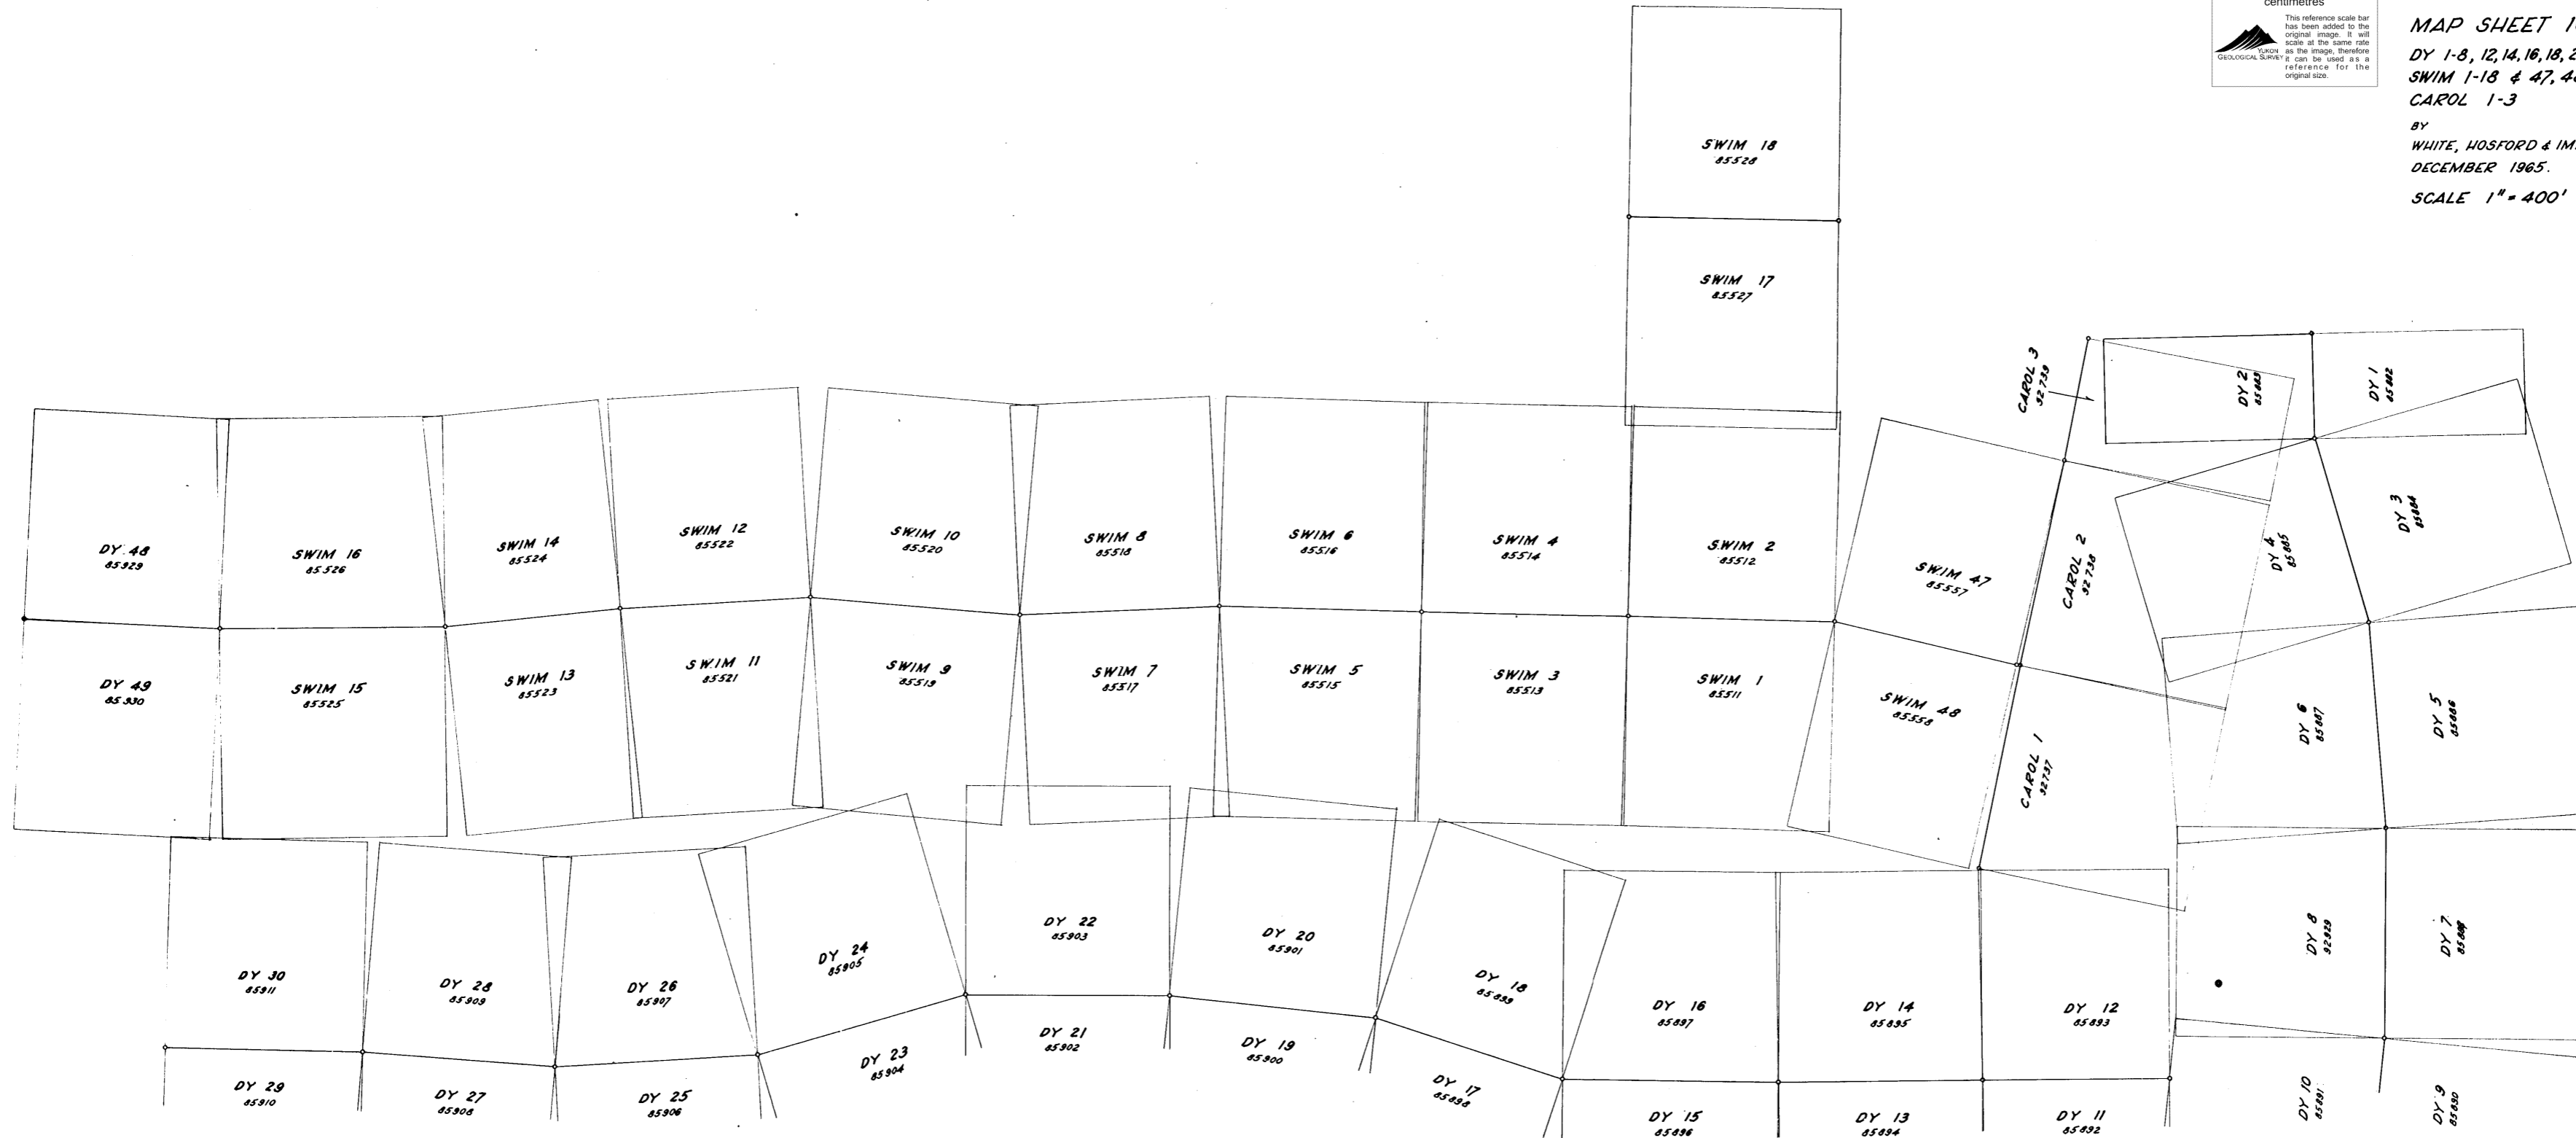 centimetres
This reference scale bar
has been added to the
original image. It will
scale at the same rate
as the image, therefore
it can be used as a
reference for the
original size.
YUKON
GEOLOGICAL SURVEY
MAP SHEET
DY 1-8, 12, 14, 16, 18,
SWIM 1-18 & 47,
CAROL 1-3
BY
WHITE, HOSFORD &
DECEMBER 1965.
SCALE 1" = 400'
SWIM 18
85528
SWIM 17
85527
CAROL 3
92739
DY 2
85883
DY 1
85882
DY 48
85929
SWIM 16
85526
SWIM 14
85524
SWIM 12
85522
SWIM 10
85520
SWIM 8
85518
SWIM 6
85516
SWIM 4
85514
SWIM 2
85512
SWIM 47
85557
CAROL 2
92738
DY 4
85885
DY 3
85884
DY 49
85930
SWIM 15
85525
SWIM 13
85523
SWIM 11
85521
SWIM 9
85519
SWIM 7
85517
SWIM 5
85515
SWIM 3
85513
SWIM 1
85511
SWIM 48
85558
CAROL 1
92737
DY 6
85887
DY 5
85886
DY 30
85911
DY 28
85909
DY 26
85907
DY 24
85905
DY 22
85903
DY 20
85901
DY 18
85899
DY 16
85897
DY 14
85895
DY 12
85893
DY 8
92929
DY 7
DY 29
85910
DY 27
85908
DY 25
85906
DY 23
85904
DY 21
85902
DY 19
85900
DY 17
85898
DY 15
85896
DY 13
85894
DY 11
85892
DY 10
85891
DY 9
85890